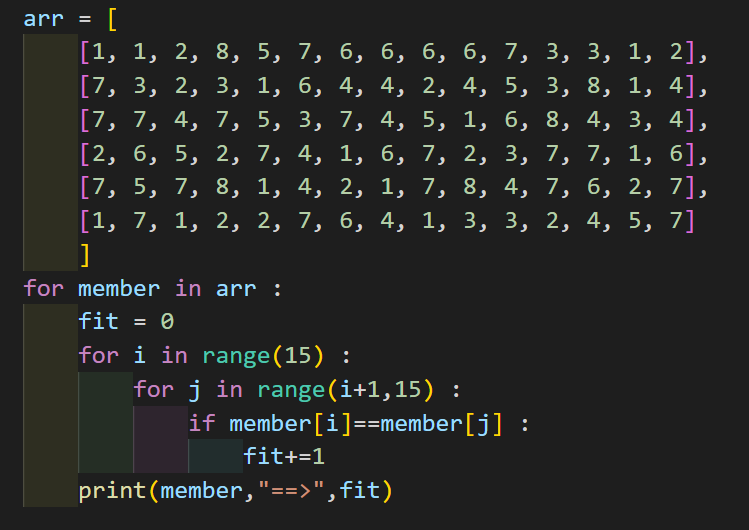 arr = [
    [1, 1, 2, 8, 5, 7, 6, 6, 6, 6, 7, 3, 3, 1, 2],
    [7, 3, 2, 3, 1, 6, 4, 4, 2, 4, 5, 3, 8, 1, 4],
    [7, 7, 4, 7, 5, 3, 7, 4, 5, 1, 6, 8, 4, 3, 4],
    [2, 6, 5, 2, 7, 4, 1, 6, 7, 2, 3, 7, 7, 1, 6],
    [7, 5, 7, 8, 1, 4, 2, 1, 7, 8, 4, 7, 6, 2, 7],
    [1, 7, 1, 2, 2, 7, 6, 4, 1, 3, 3, 2, 4, 5, 7]
    ]
for member in arr :
    fit = 0
    for i in range(15) :
        for j in range(i+1,15) :
            if member[i]==member[j] :
                fit+=1
    print(member,"==>",fit)